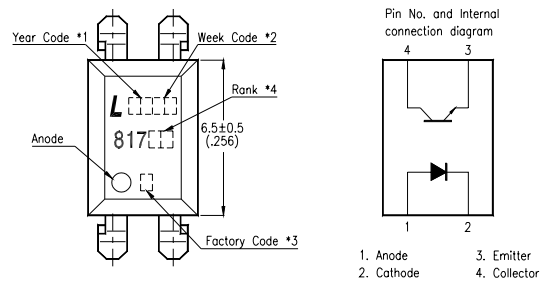 Year Code *1
Week Code *2
L
Rank *4
817
6.5±0.5
(.256)
Anode
Factory Code *3
Pin No. and Internal
connection diagram
4 3
1 2
1. Anode 3. Emitter
2. Cathode 4. Collector